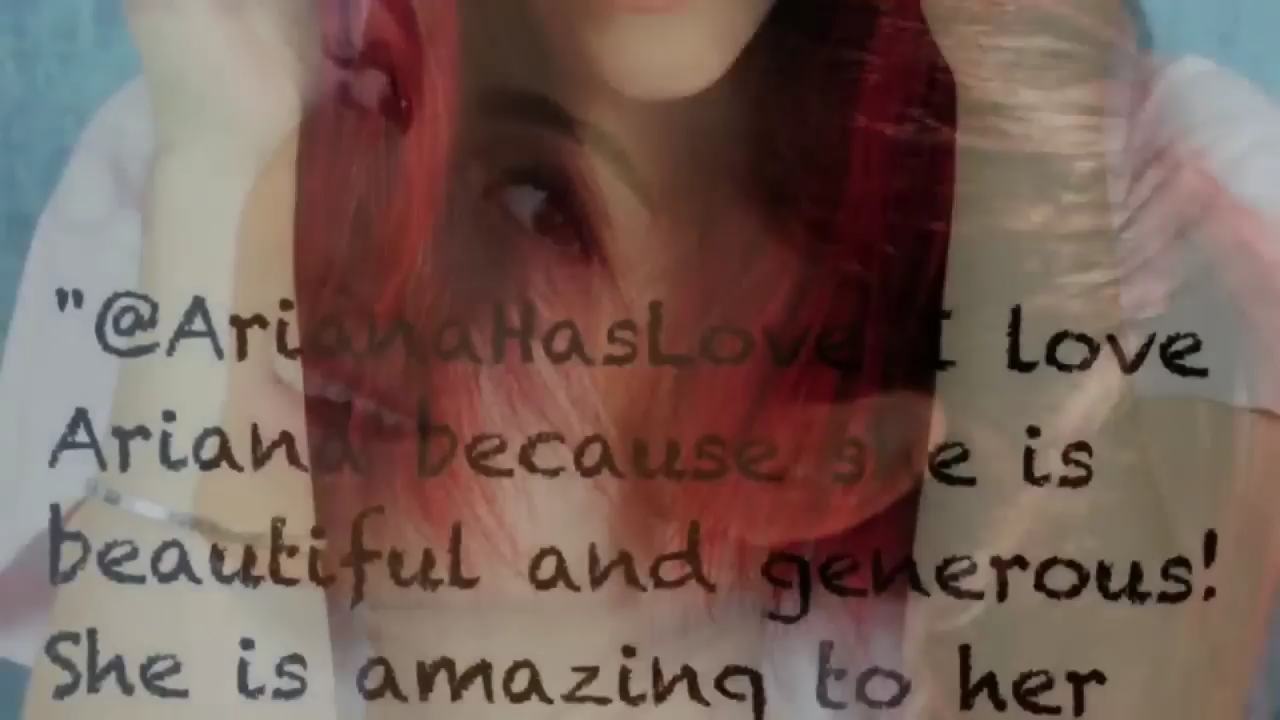 "@ArianaHasLove I love
Ariana because she is
beautiful and generous!
She is amazing to her